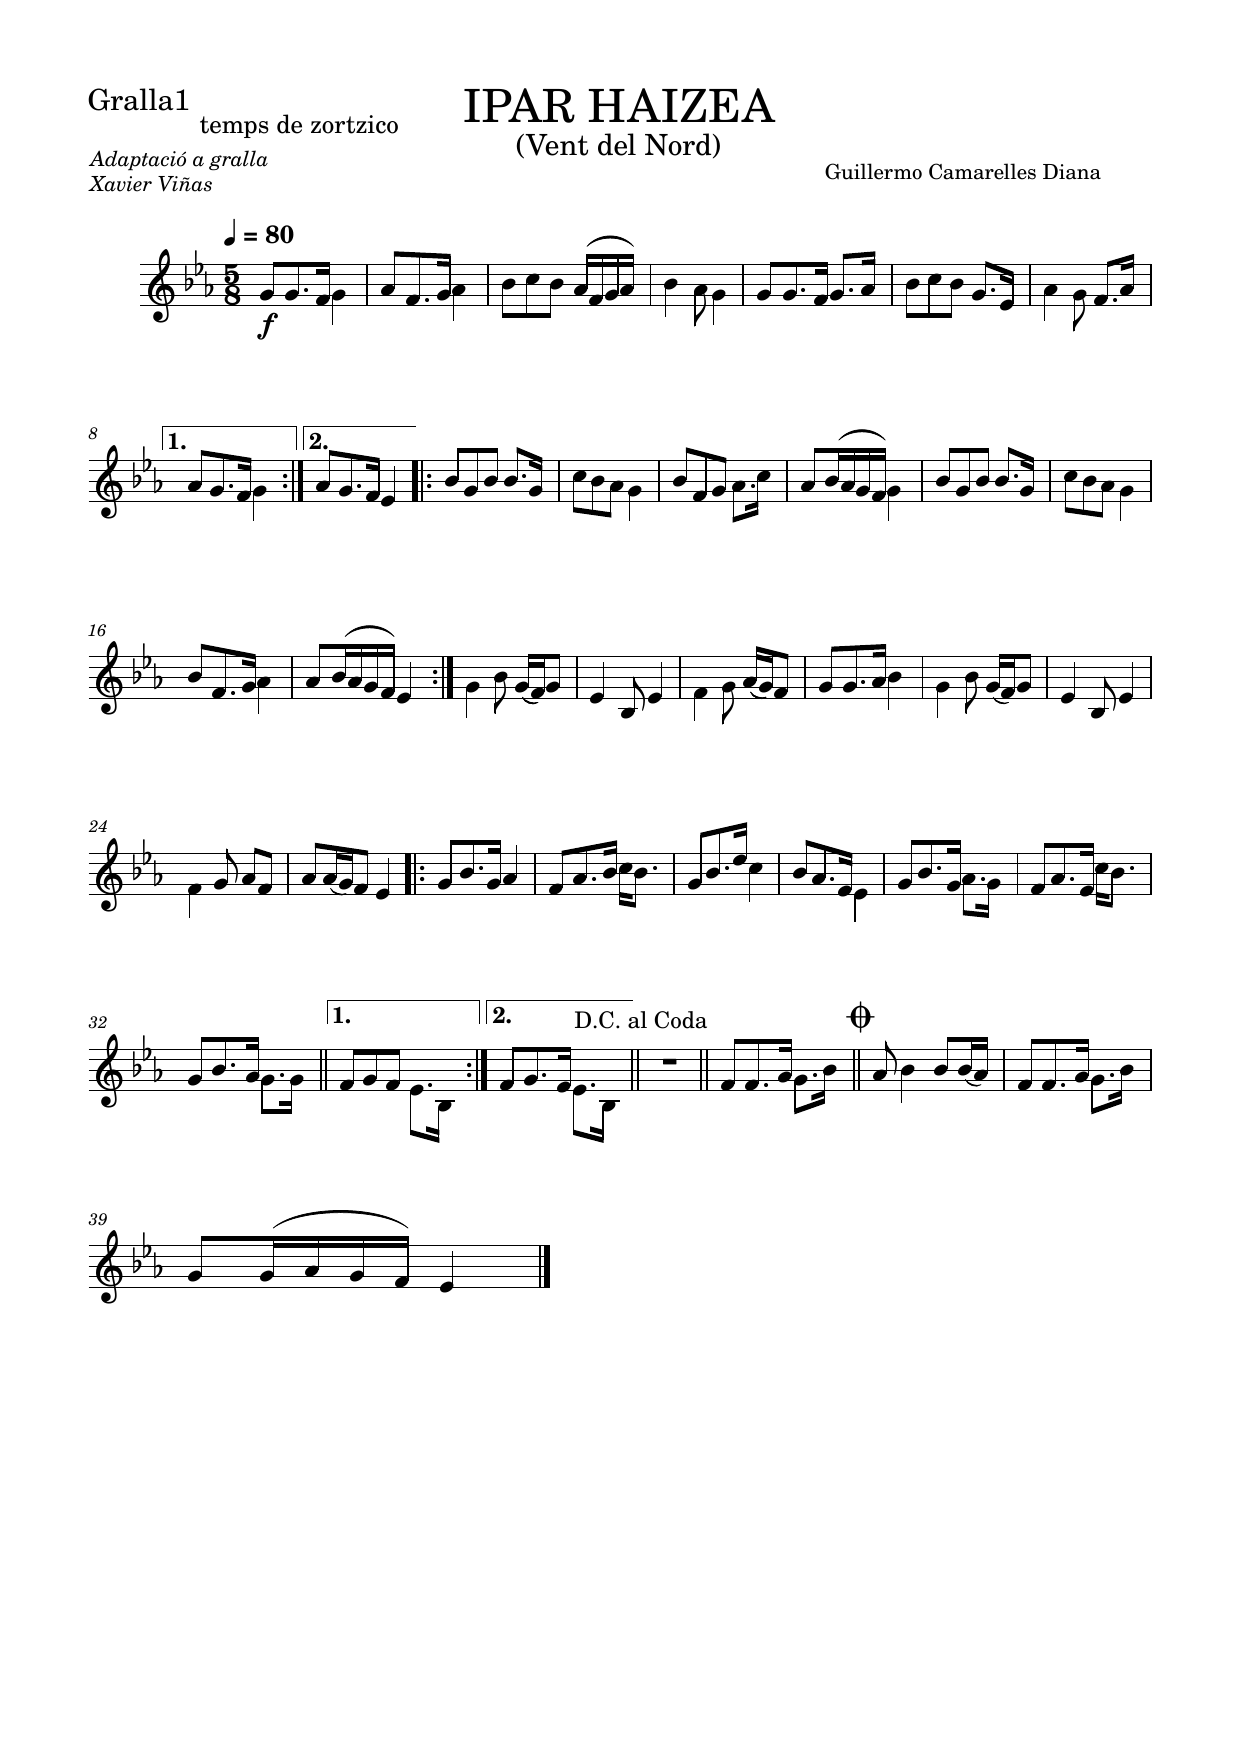 Gralla1
IPAR HAIZEA
temps de zortzico
(Vent del Nord)
Adaptació a gralla
Xavier Viñas
Guillermo Camarelles Diana
♩ = 80
5
8
f
8
1.
2.
16
24
32
1.
2.
D.C. al Coda
39